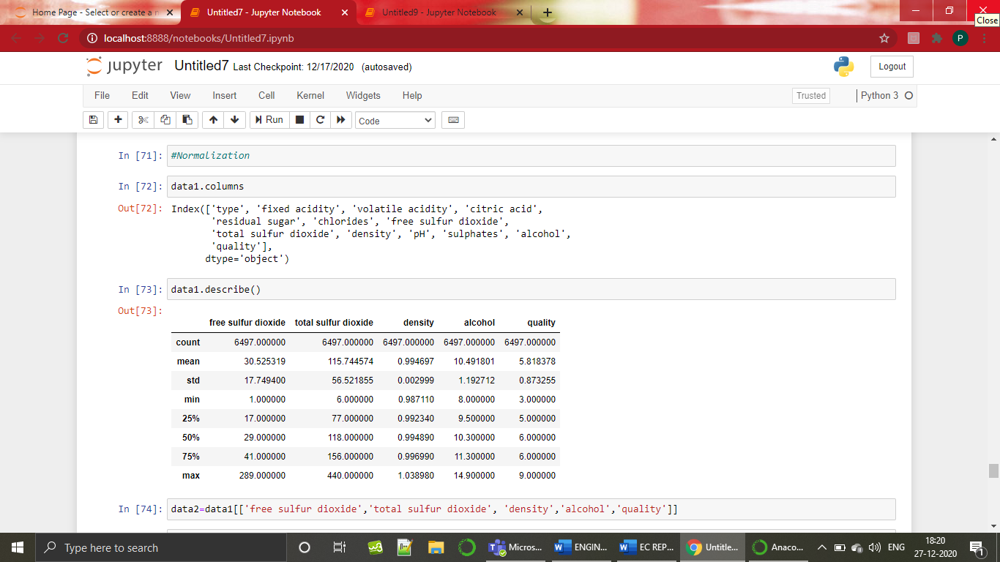 Home Page - Select or create a n
Untitled7 - Jupyter Notebook
Untitled9 - Jupyter Notebook
Close
localhost:8888/notebooks/Untitled7.ipynb
P
jupyter Untitled7 Last Checkpoint: 12/17/2020 (autosaved)
Logout
File Edit View Insert Cell Kernel Widgets Help
Trusted
Python 3
Run
Code
In [71]: #Normalization
In [72]: data1.columns
Out[72]: Index(['type', 'fixed acidity', 'volatile acidity', 'citric acid',
'residual sugar', 'chlorides', 'free sulfur dioxide',
'total sulfur dioxide', 'density', 'pH', 'sulphates', 'alcohol',
'quality'],
dtype='object')
In [73]: data1.describe()
Out[73]:
free sulfur dioxide total sulfur dioxide density alcohol quality
count 6497.000000 6497.000000 6497.000000 6497.000000 6497.000000
mean 30.525319 115.744574 0.994697 10.491801 5.818378
std 17.749400 56.521855 0.002999 1.192712 0.873255
min 1.000000 6.000000 0.987110 8.000000 3.000000
25% 17.000000 77.000000 0.992340 9.500000 5.000000
50% 29.000000 118.000000 0.994890 10.300000 6.000000
75% 41.000000 156.000000 0.996990 11.300000 6.000000
max 289.000000 440.000000 1.038980 14.900000 9.000000
In [74]: data2=data1[['free sulfur dioxide','total sulfur dioxide', 'density','alcohol','quality']]
Type here to search
Micros...
ENGIN...
EC REP...
Untitle...
Anaco...
ENG
18:20
27-12-2020
1